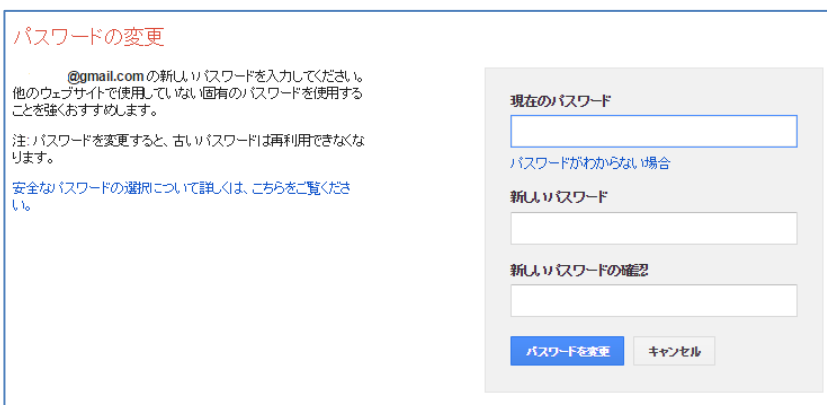 パスワードの変更
@gmail.com の新しいパスワードを入力してください。
他のウェブサイトで使用していない固有のパスワードを使用する
ことを強くおすすめします。
注: パスワードを変更すると、古いパスワードは再利用できなくな
ります。
安全なパスワードの選択について詳しくは、こちらをご覧くださ
い。
現在のパスワード
パスワードがわからない場合
新しいパスワード
新しいパスワードの確認
パスワードを変更
キャンセル